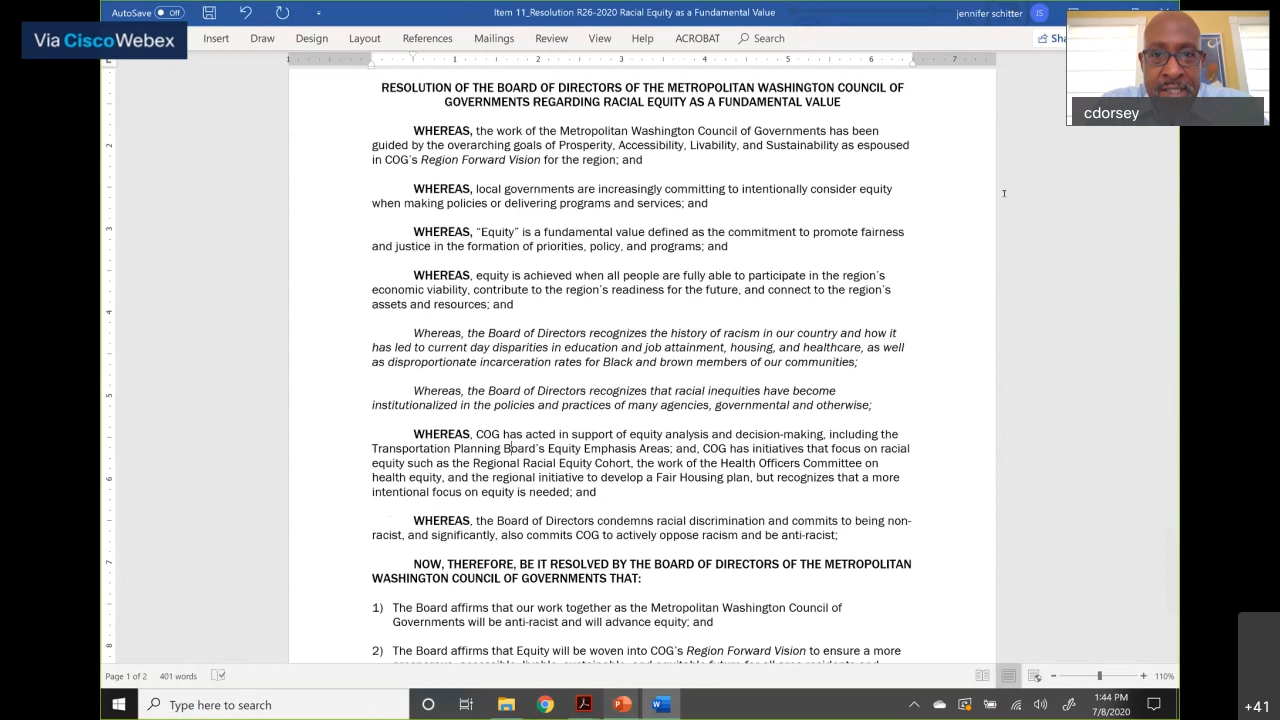 AutoSave Off
Item 11_Resolution R26-2020 Racial Equity as a Fundamental Value
jennifer schitter JS
Via Cisco Webex
Insert Draw Design Layout References Mailings Review View Help ACROBAT Search
Sha
cdorsey
1 1 2 3 4 5 6 7
RESOLUTION OF THE BOARD OF DIRECTORS OF THE METROPOLITAN WASHINGTON COUNCIL OF
GOVERNMENTS REGARDING RACIAL EQUITY AS A FUNDAMENTAL VALUE
WHEREAS, the work of the Metropolitan Washington Council of Governments has been
guided by the overarching goals of Prosperity, Accessibility, Livability, and Sustainability as espoused
in COG's Region Forward Vision for the region; and
WHEREAS, local governments are increasingly committing to intentionally consider equity
when making policies or delivering programs and services; and
WHEREAS, “Equity” is a fundamental value defined as the commitment to promote fairness
and justice in the formation of priorities, policy, and programs; and
WHEREAS, equity is achieved when all people are fully able to participate in the region's
economic viability, contribute to the region's readiness for the future, and connect to the region's
assets and resources; and
Whereas, the Board of Directors recognizes the history of racism in our country and how it
has led to current day disparities in education and job attainment, housing, and healthcare, as well
as disproportionate incarceration rates for Black and brown members of our communities;
Whereas, the Board of Directors recognizes that racial inequities have become
institutionalized in the policies and practices of many agencies, governmental and otherwise;
WHEREAS, COG has acted in support of equity analysis and decision-making, including the
Transportation Planning Board's Equity Emphasis Areas; and, COG has initiatives that focus on racial
equity such as the Regional Racial Equity Cohort, the work of the Health Officers Committee on
health equity, and the regional initiative to develop a Fair Housing plan, but recognizes that a more
intentional focus on equity is needed; and
WHEREAS, the Board of Directors condemns racial discrimination and commits to being non-
racist, and significantly, also commits COG to actively oppose racism and be anti-racist;
NOW, THEREFORE, BE IT RESOLVED BY THE BOARD OF DIRECTORS OF THE METROPOLITAN
WASHINGTON COUNCIL OF GOVERNMENTS THAT:
1) The Board affirms that our work together as the Metropolitan Washington Council of
Governments will be anti-racist and will advance equity; and
2) The Board affirms that Equity will be woven into COG's Region Forward Vision to ensure a more
2
3
4
5
6
7
8
Page 1 of 2 401 words
110%
Type here to search
1:44 PM
7/8/2020
+41